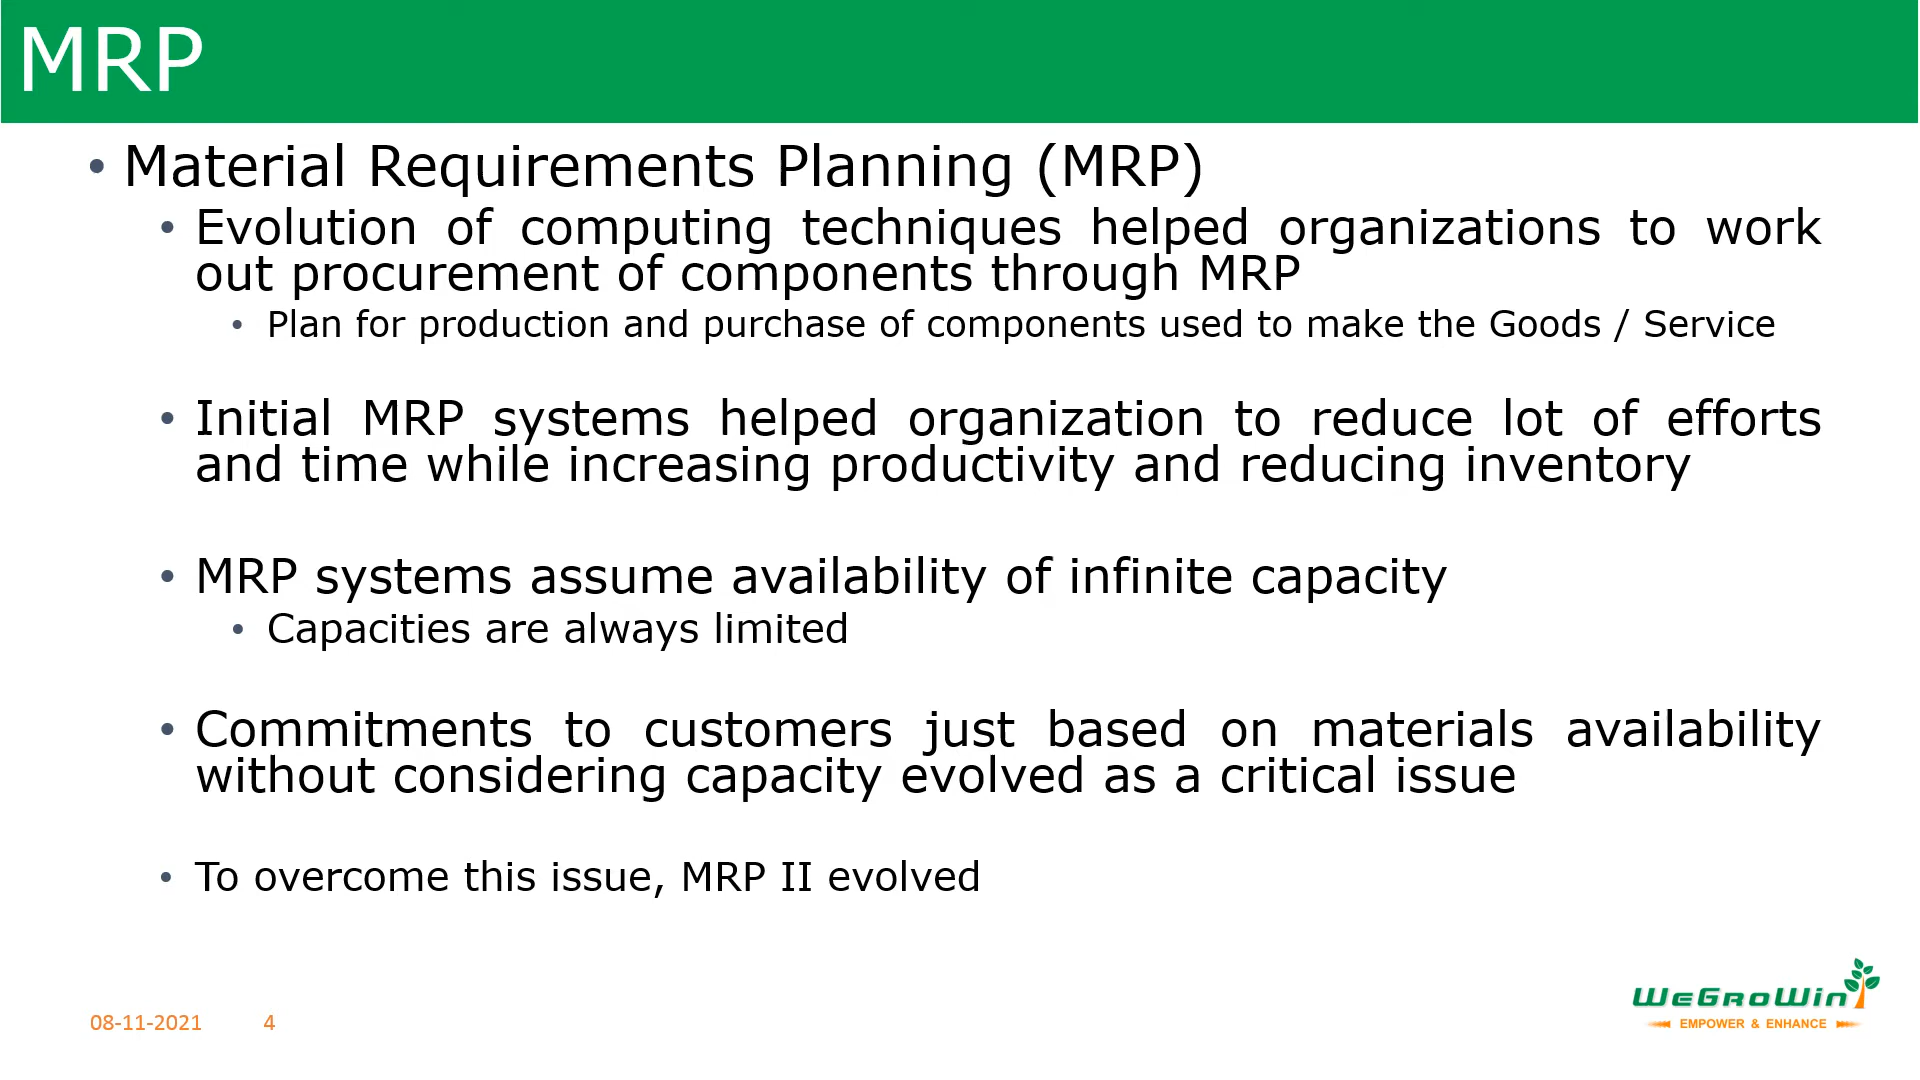 MRP
• Material Requirements Planning (MRP)
• Evolution of computing techniques helped organizations to work
out procurement of components through MRP
• Plan for production and purchase of components used to make the Goods / Service
• Initial MRP systems helped organization to reduce lot of efforts
and time while increasing productivity and reducing inventory
• MRP systems assume availability of infinite capacity
• Capacities are always limited
• Commitments to customers just based on materials availability
without considering capacity evolved as a critical issue
• To overcome this issue, MRP II evolved
08-11-2021 4
WeGroWin
EMPOWER & ENHANCE